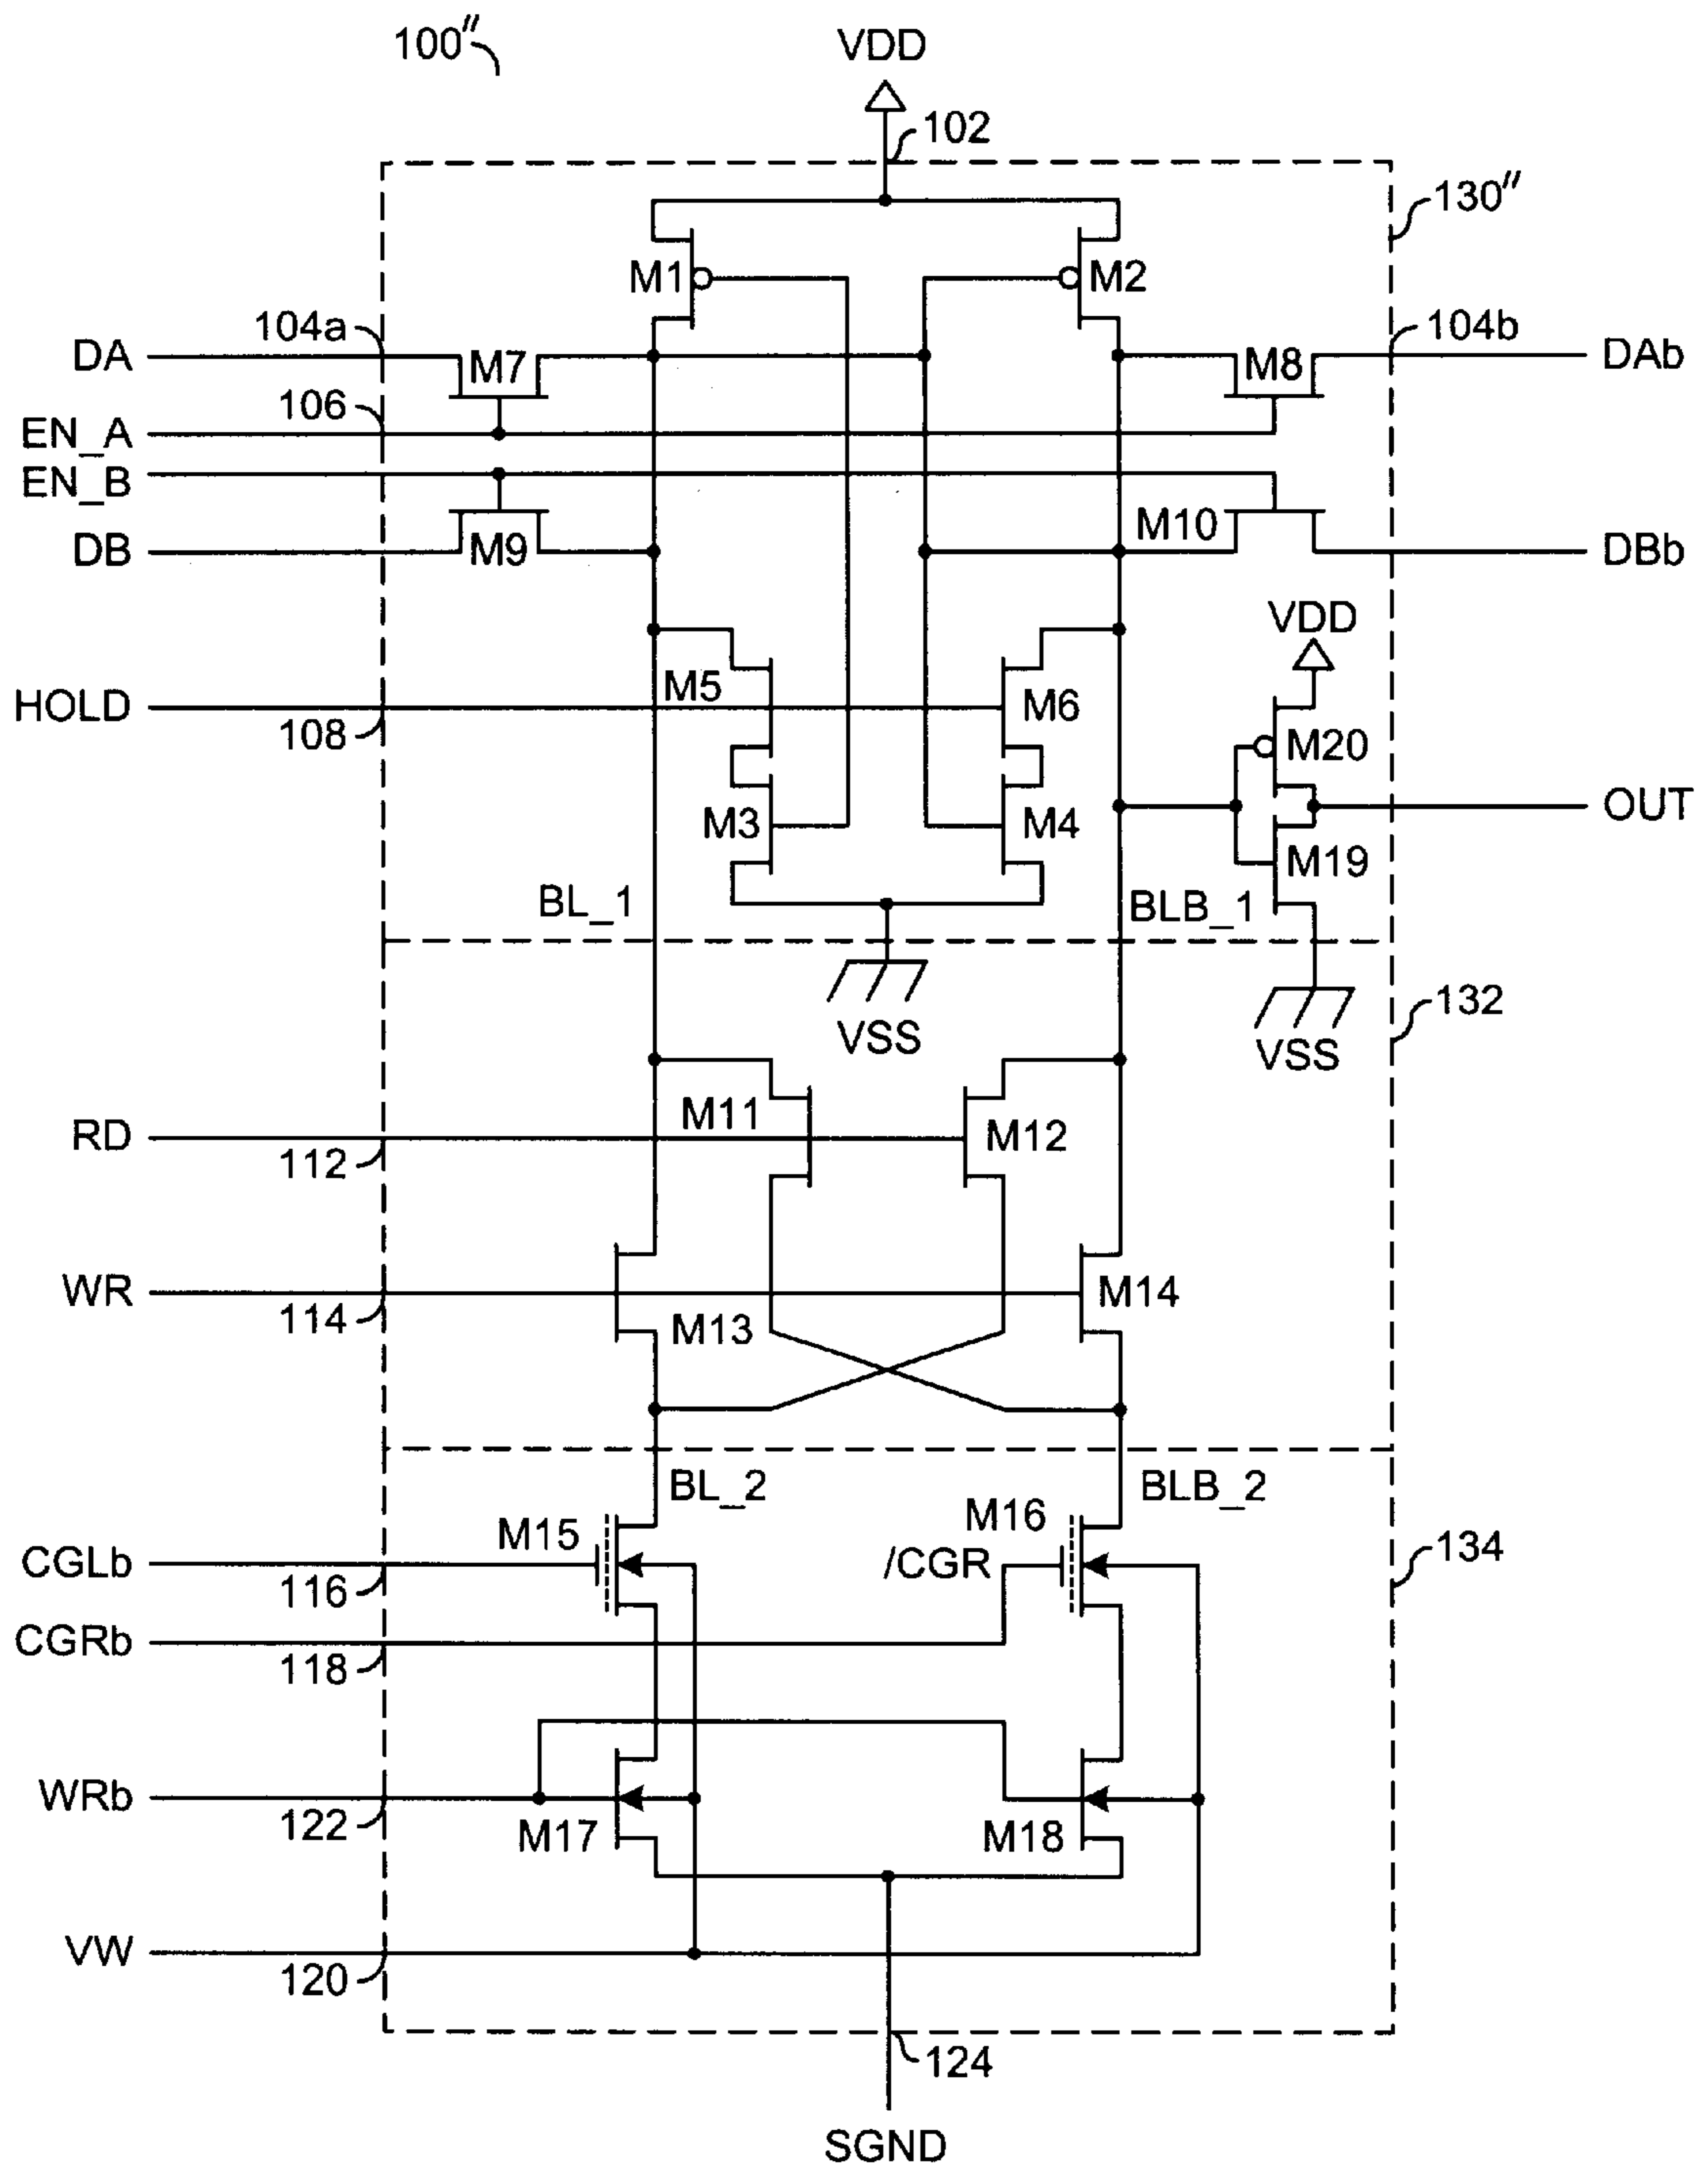 100′′
VDD
102
130′′
M1
M2
104a
104b
DA
M7
M8
DAb
106
EN_A
EN_B
M10
DB
M9
DBb
VDD
M5
HOLD
M6
108
M20
OUT
M3
M4
M19
BL_1
BLB_1
132
VSS
VSS
M11
RD
M12
112
WR
M14
114
M13
BL_2
BLB_2
M16
M15
134
CGLb
/CGR
116
CGRb
118
WRb
122
M17
M18
VW
120
124
SGND